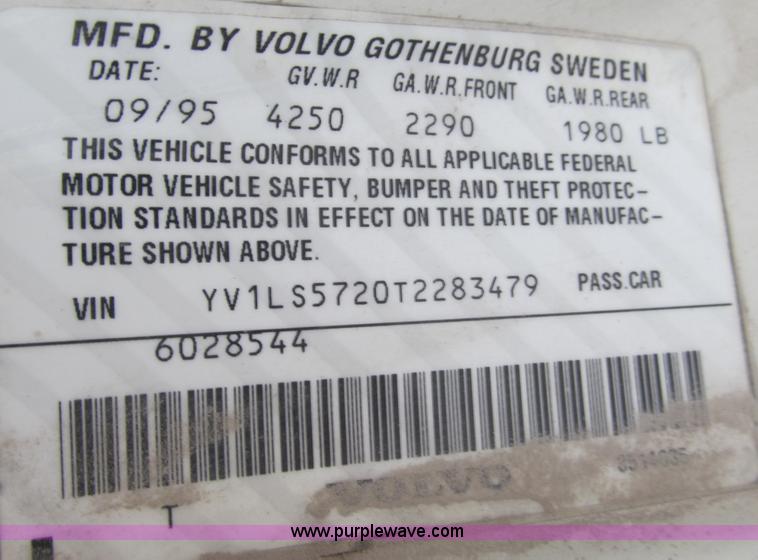 MFD. BY VOLVO GOTHENBURG SWEDEN
DATE: GV.W.R GA.W.R.FRONT GA.W.R.REAR
09/95 4250 2290 1980 LB
THIS VEHICLE CONFORMS TO ALL APPLICABLE FEDERAL
MOTOR VEHICLE SAFETY, BUMPER AND THEFT PROTEC-
TION STANDARDS IN EFFECT ON THE DATE OF MANUFAC-
TURE SHOWN ABOVE.
VIN YV1LS5720T2283479 PASS.CAR
6028544
VOLVO
T
www.purplewave.com